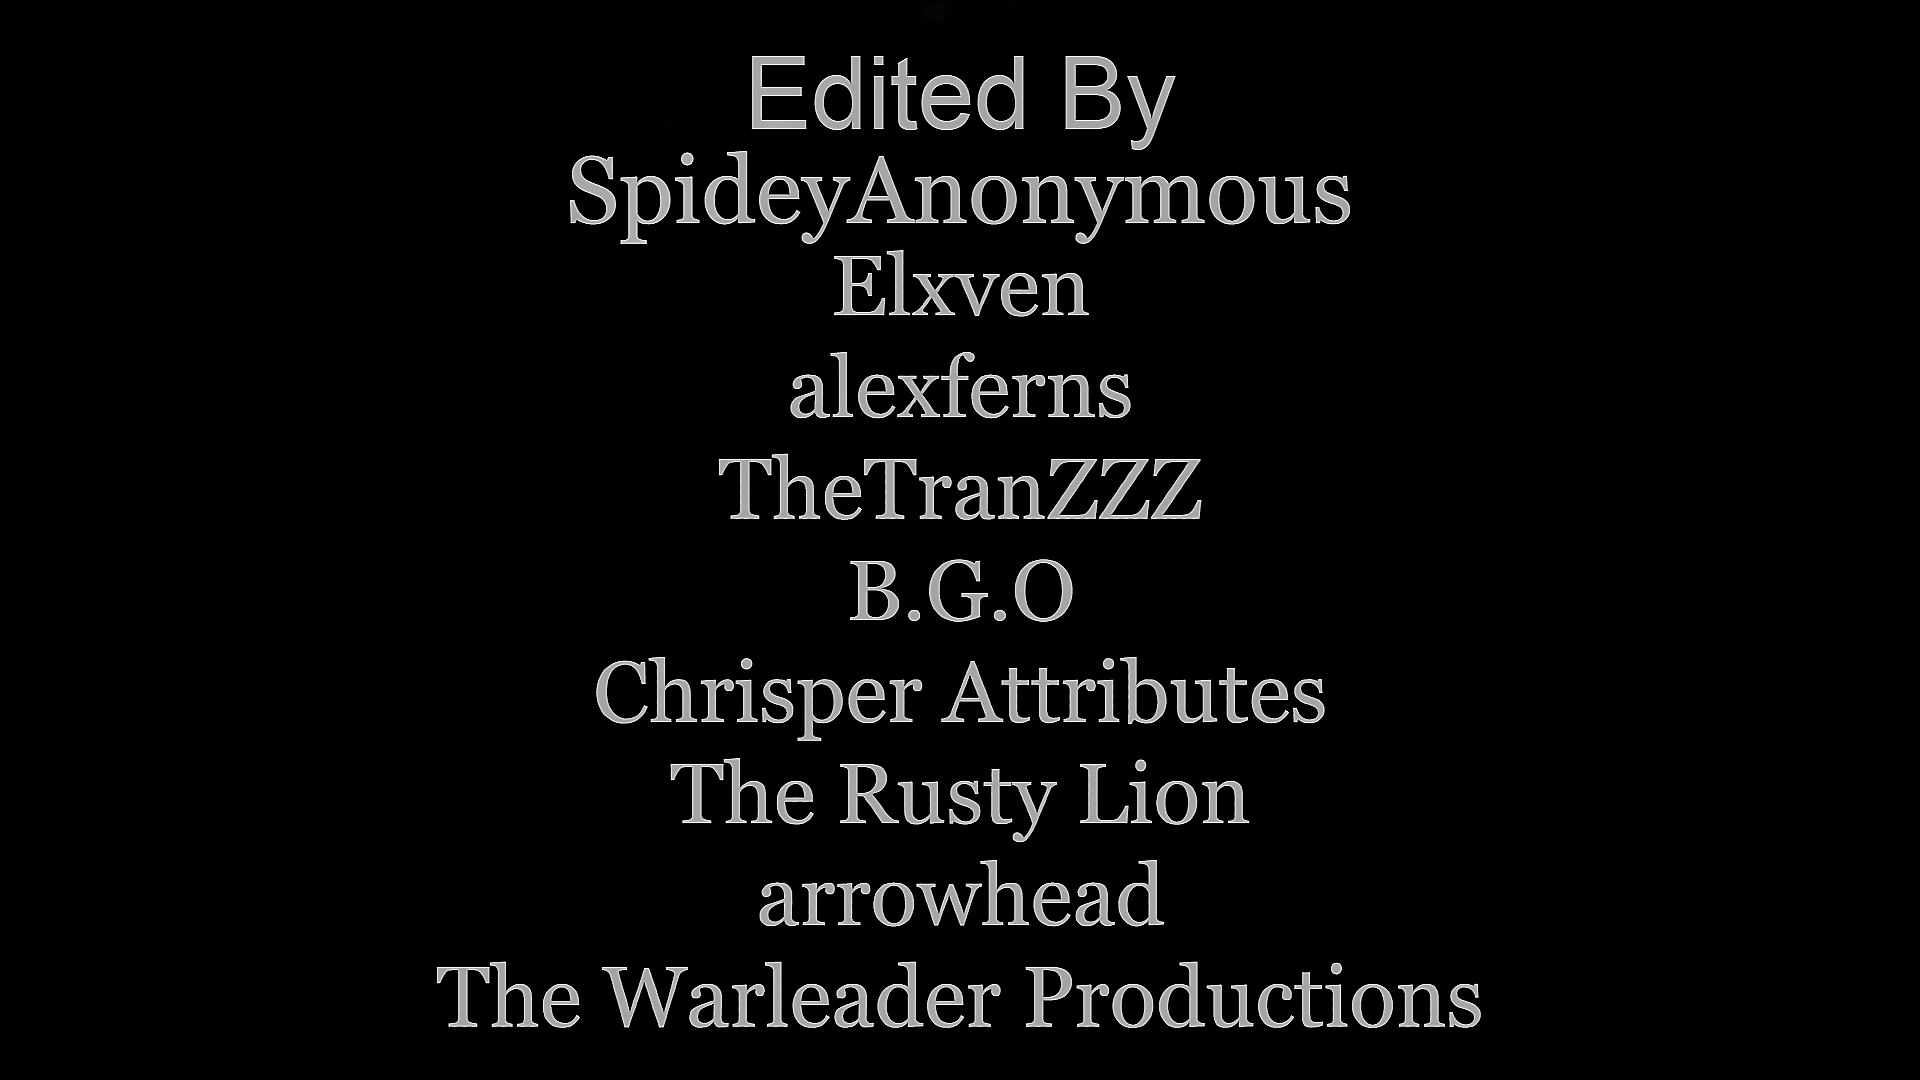 Edited By
SpideyAnonymous
Elxven
alexferns
TheTranZZZ
B.G.O
Chrisper Attributes
The Rusty Lion
arrowhead
The Warleader Productions